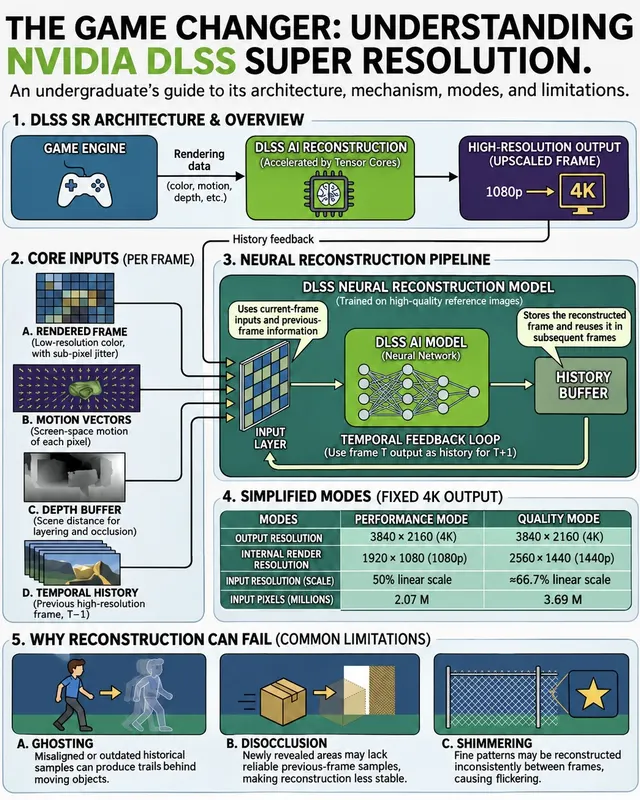 THE GAME CHANGER: UNDERSTANDING
NVIDIA DLSS SUPER RESOLUTION.
An undergraduate's guide to its architecture, mechanism, modes, and limitations.
1. DLSS SR ARCHITECTURE & OVERVIEW
GAME ENGINE
Rendering
data
(color, motion,
depth, etc.)
DLSS AI RECONSTRUCTION
(Accelerated by Tensor Cores)
HIGH-RESOLUTION OUTPUT
(UPSCALED FRAME)
1080p
4K
History feedback
2. CORE INPUTS (PER FRAME)
A. RENDERED FRAME
(Low-resolution color,
with sub-pixel jitter)
B. MOTION VECTORS
(Screen-space motion
of each pixel)
C. DEPTH BUFFER
(Scene distance for
layering and occlusion)
D. TEMPORAL HISTORY
(Previous high-resolution
frame, T−1)
3. NEURAL RECONSTRUCTION PIPELINE
DLSS NEURAL RECONSTRUCTION MODEL
(Trained on high-quality reference images)
Uses current-frame
inputs and previous-
frame information
INPUT
LAYER
DLSS AI MODEL
(Neural Network)
Stores the reconstructed
frame and reuses it in
subsequent frames
HISTORY
BUFFER
TEMPORAL FEEDBACK LOOP
(Use frame T output as history for T+1)
4. SIMPLIFIED MODES (FIXED 4K OUTPUT)
MODES PERFORMANCE MODE QUALITY MODE
OUTPUT RESOLUTION 3840 × 2160 (4K) 3840 × 2160 (4K)
INTERNAL RENDER
RESOLUTION 1920 × 1080 (1080p) 2560 × 1440 (1440p)
INPUT RESOLUTION (SCALE) 50% linear scale ≈66.7% linear scale
INPUT PIXELS (MILLIONS) 2.07 M 3.69 M
5. WHY RECONSTRUCTION CAN FAIL (COMMON LIMITATIONS)
A. GHOSTING
Misaligned or outdated historical
samples can produce trails behind
moving objects.
B. DISOCCLUSION
Newly revealed areas may lack
reliable previous-frame samples,
making reconstruction less stable.
C. SHIMMERING
Fine patterns may be reconstructed
inconsistently between frames,
causing flickering.